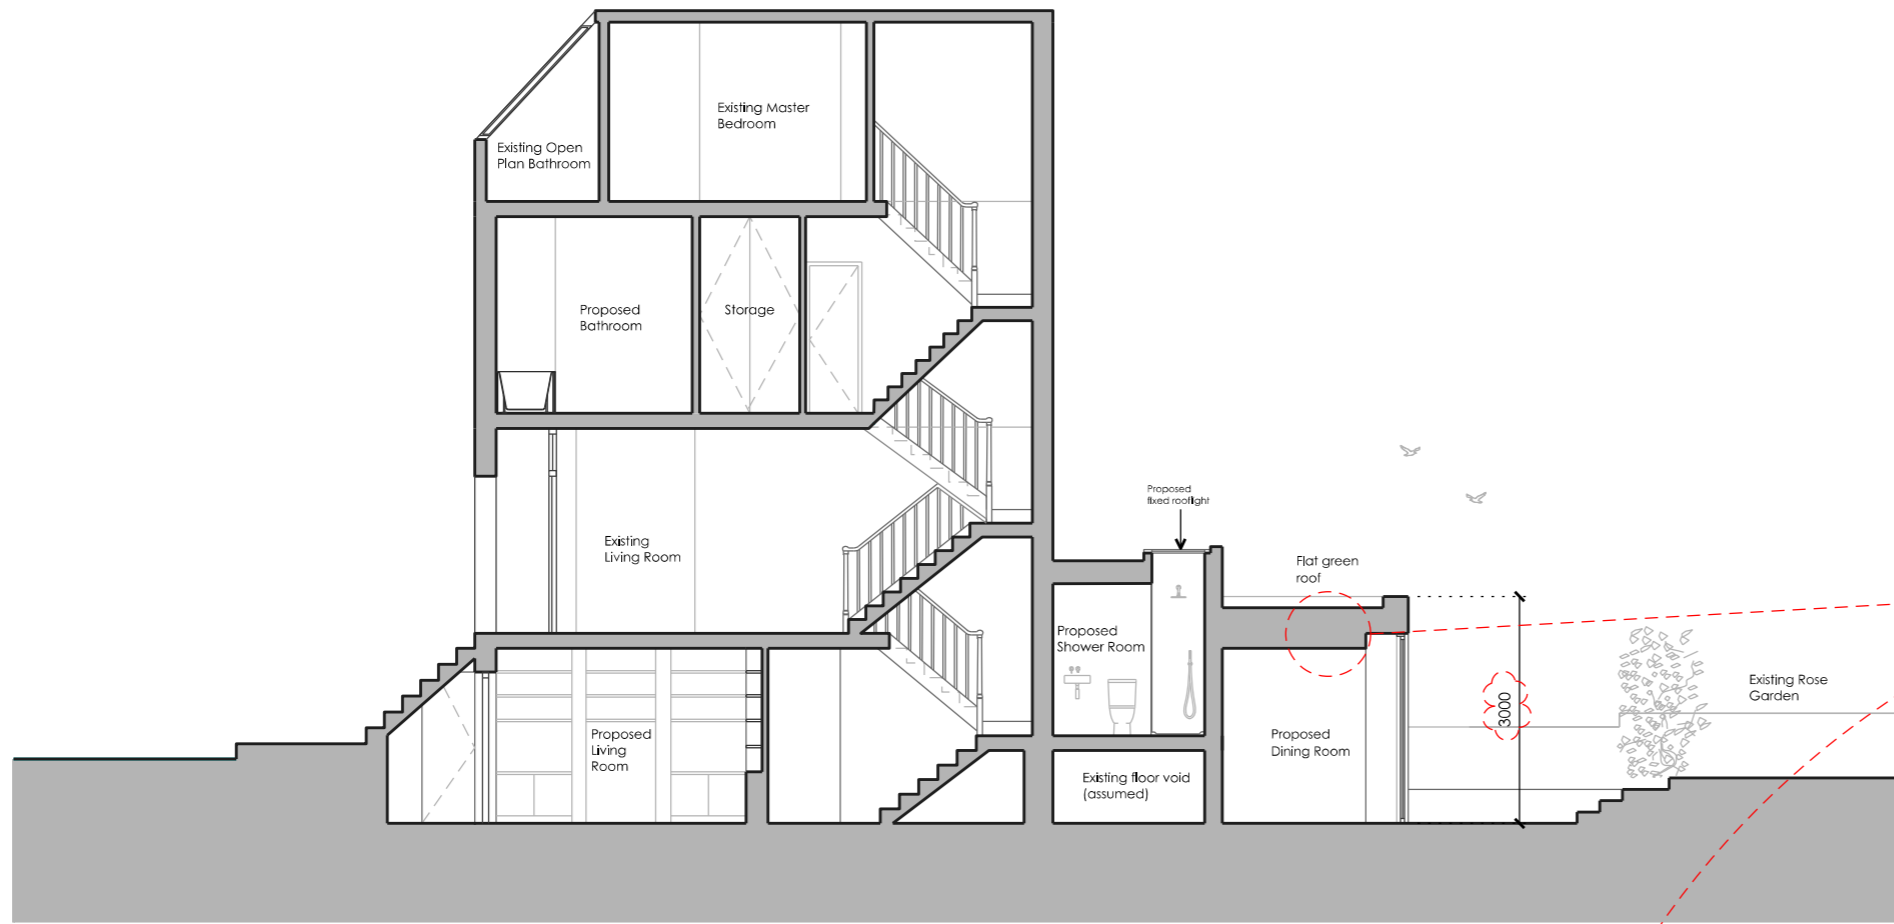 Existing Master
Bedroom
Existing Open
Plan Bathroom
Proposed
Bathroom
Storage
Proposed
fixed rooflight
Existing
Living Room
Flat green
roof
Proposed
Shower Room
Existing Rose
Garden
3000
Proposed
Living
Room
Proposed
Dining Room
Existing floor void
(assumed)